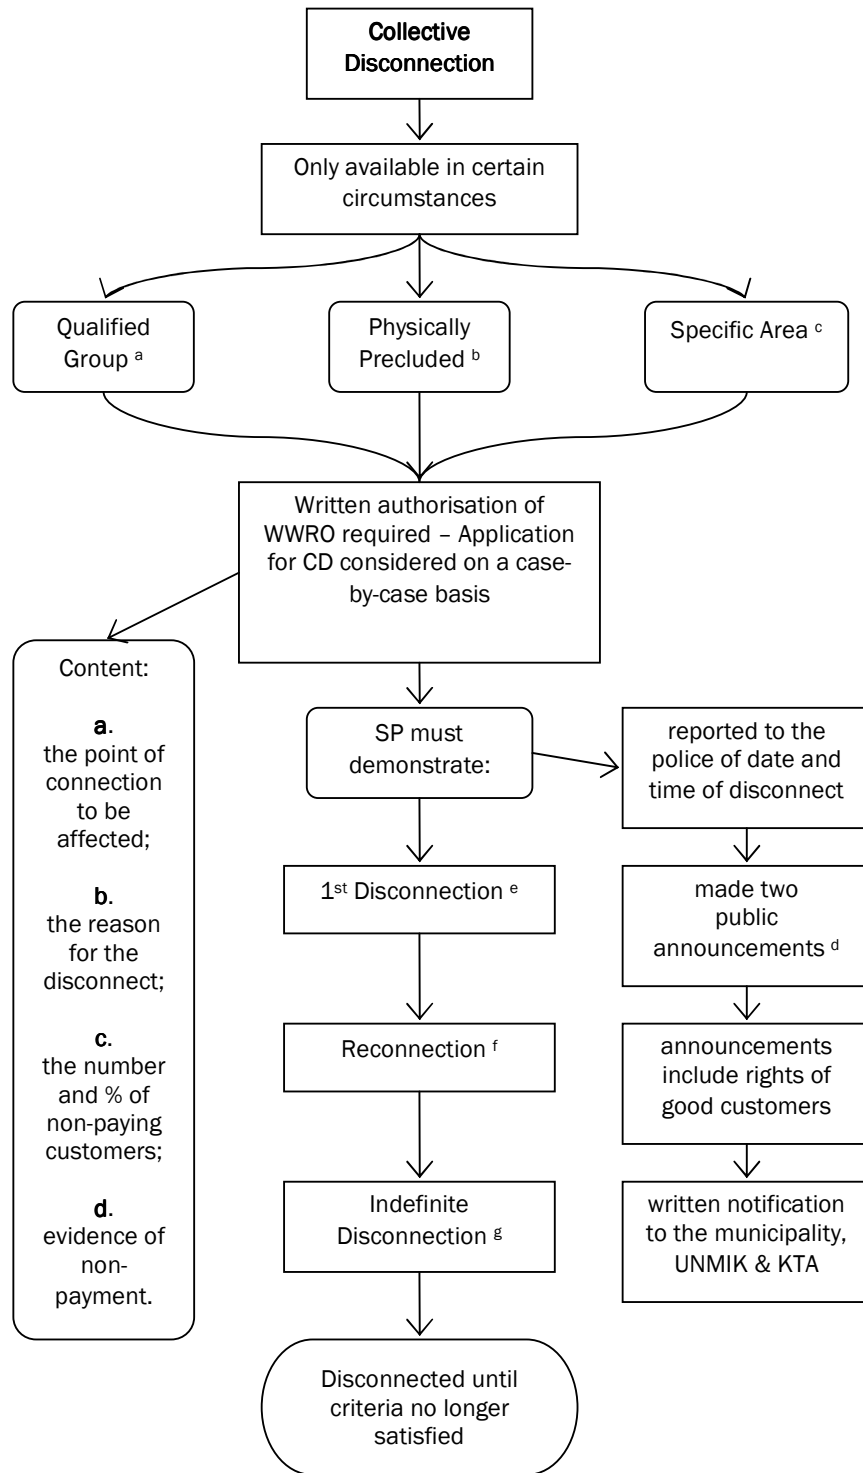 Collective
Disconnection
Only available in certain
circumstances
Qualified
Group a
Physically
Precluded b
Specific Area c
Written authorisation of
WWRO required – Application
for CD considered on a case-
by-case basis
Content:
a.
the point of
connection
to be
affected;
b.
the reason
for the
disconnect;
c.
the number
and % of
non-paying
customers;
d.
evidence of
non-
payment.
SP must
demonstrate:
1st Disconnection e
Reconnection f
Indefinite
Disconnection g
Disconnected until
criteria no longer
satisfied
reported to the
police of date and
time of disconnect
made two
public
announcements d
announcements
include rights of
good customers
written notification
to the municipality,
UNMIK & KTA